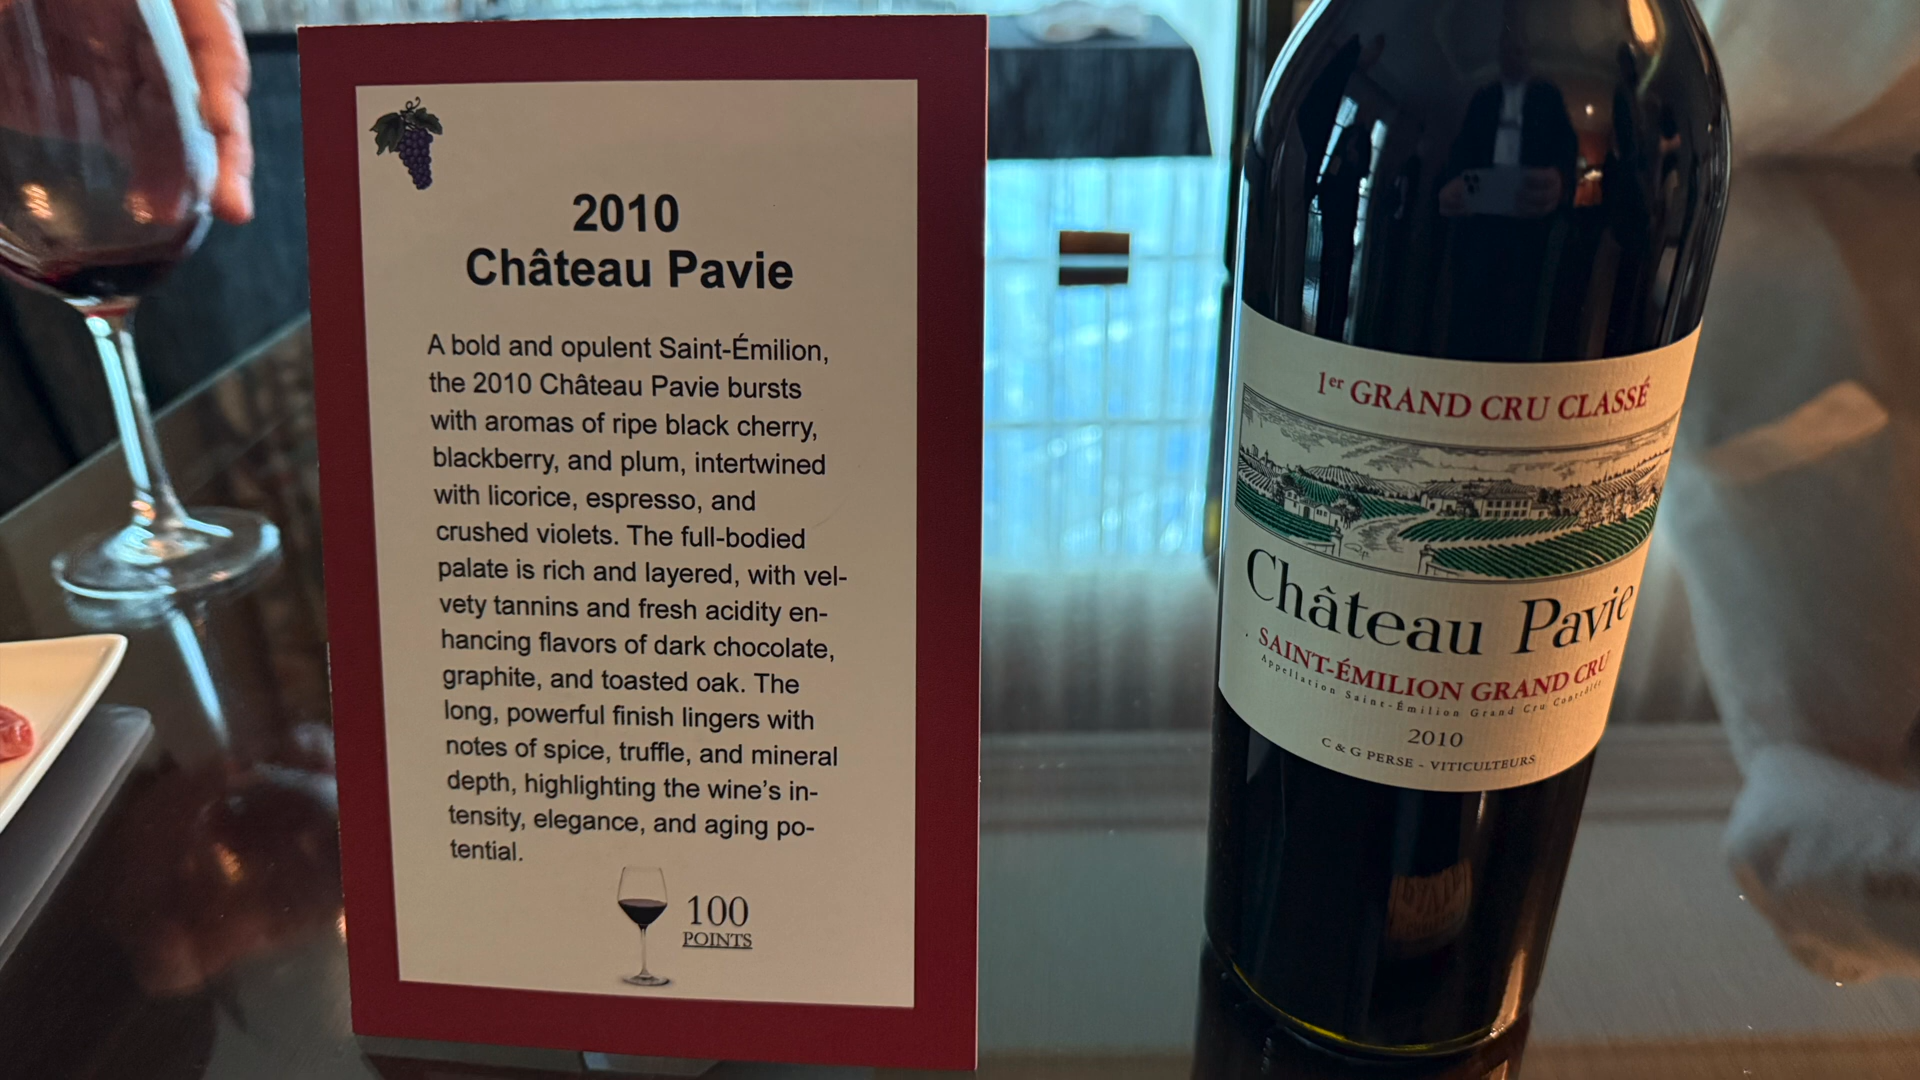 2010
Château Pavie
A bold and opulent Saint-Émilion,
the 2010 Château Pavie bursts
with aromas of ripe black cherry,
blackberry, and plum, intertwined
with licorice, espresso, and
crushed violets. The full-bodied
palate is rich and layered, with vel-
vety tannins and fresh acidity en-
hancing flavors of dark chocolate,
graphite, and toasted oak. The
long, powerful finish lingers with
notes of spice, truffle, and mineral
depth, highlighting the wine's in-
tensity, elegance, and aging po-
tential.
100
POINTS
1er GRAND CRU CLASSÉ
Château Pavie
SAINT-ÉMILION GRAND CRU
Appellation Saint-Émilion Grand Cru Contrôlée
2010
C & G PERSE - VITICULTEURS